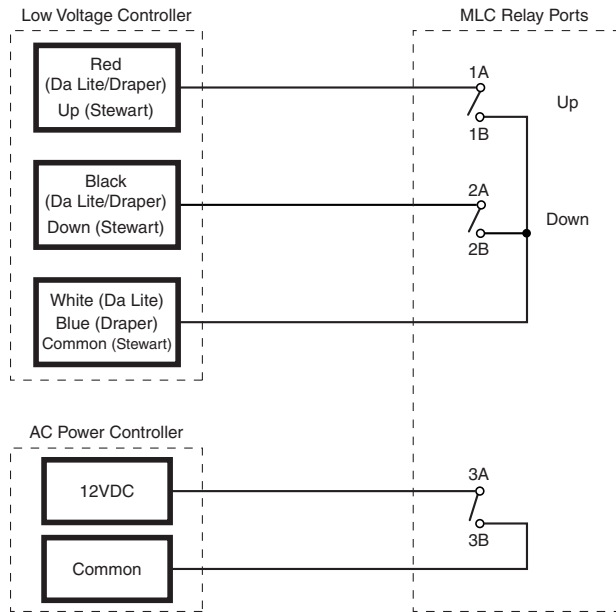 Low Voltage Controller
MLC Relay Ports
Red
(Da Lite/Draper)
Up (Stewart)
1A
1B
Up
Black
(Da Lite/Draper)
Down (Stewart)
2A
2B
Down
White (Da Lite)
Blue (Draper)
Common (Stewart)
AC Power Controller
12VDC
3A
3B
Common